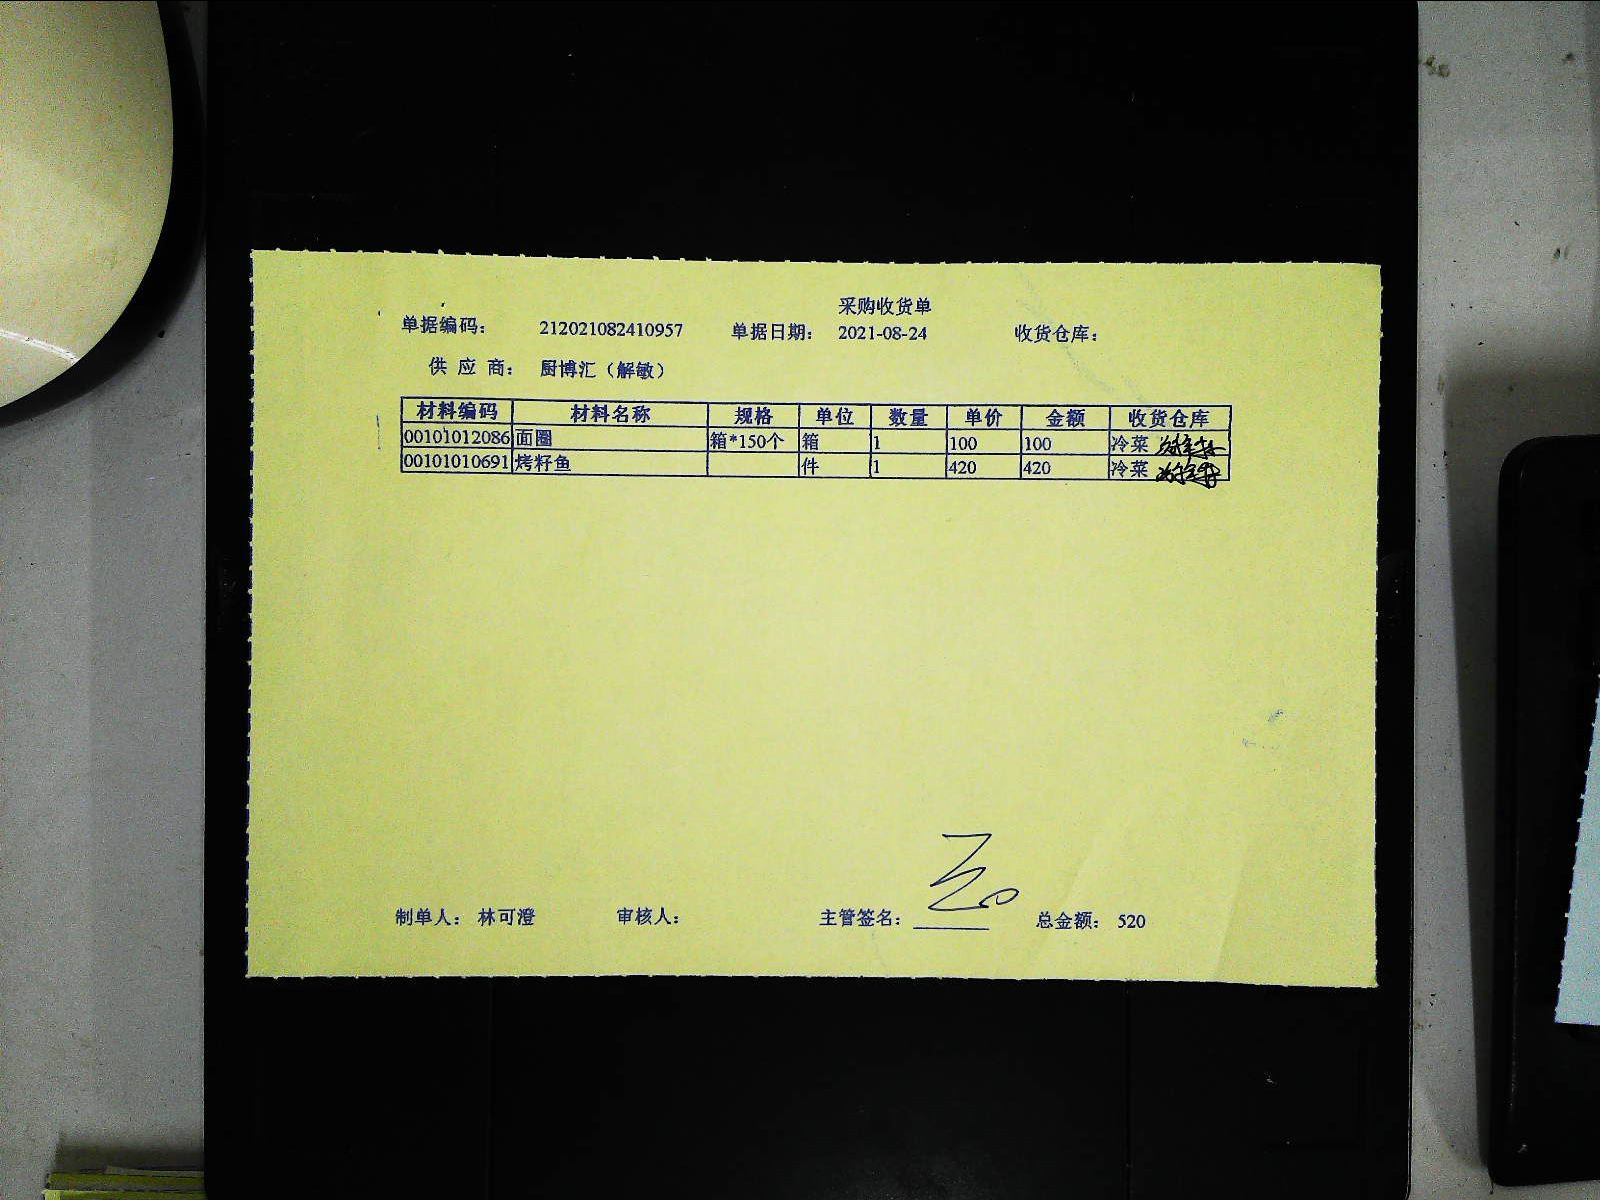 采购收货单
单据编码： 212021082410957 单据日期： 2021-08-24 收货仓库：
供 应 商： 厨博汇（解敏）
材料编码 材料名称 规格 单位 数量 单价 金额 收货仓库
00101012086 面圈 箱*150个 箱 1 100 100 冷菜
00101010691 烤籽鱼 件 1 420 420 冷菜
制单人： 林可澄 审核人： 主管签名： 总金额： 520